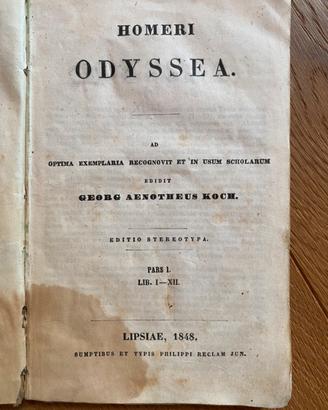 HOMERI
ODYSSEA.
AD
OPTIMA EXEMPLARIA RECOGNOVIT ET IN USUM SCHOLARUM
EDIDIT
GEORG AENOTHEUS KOCH.
EDITIO STEREOTYPA.
PARS I.
LIB. I—XII.
LIPSIAE, 1848.
SUMPTIBUS ET TYPIS PHILIPPI RECLAM JUN.